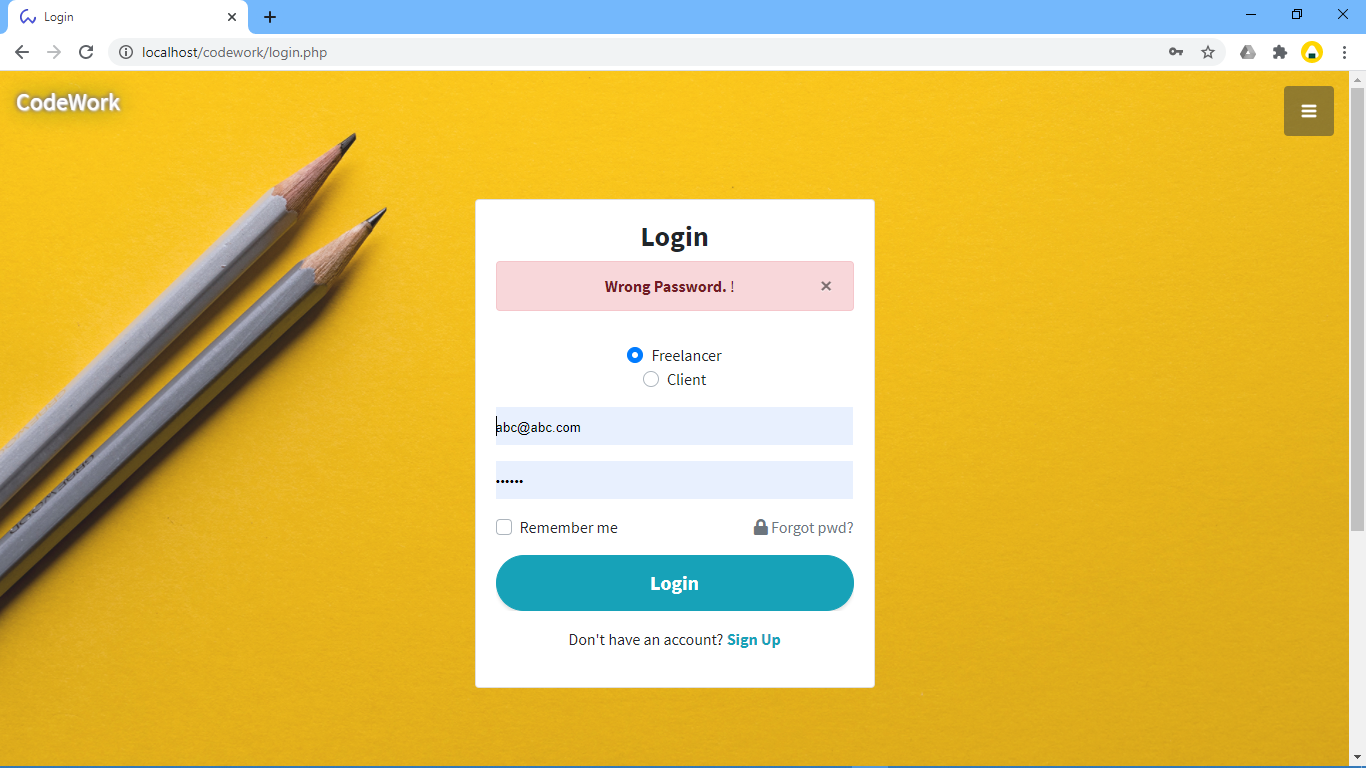 Login
localhost/codework/login.php
CodeWork
Login
Wrong Password. !
Freelancer
Client
abc@abc.com
Remember me
Forgot pwd?
Login
Don't have an account? Sign Up